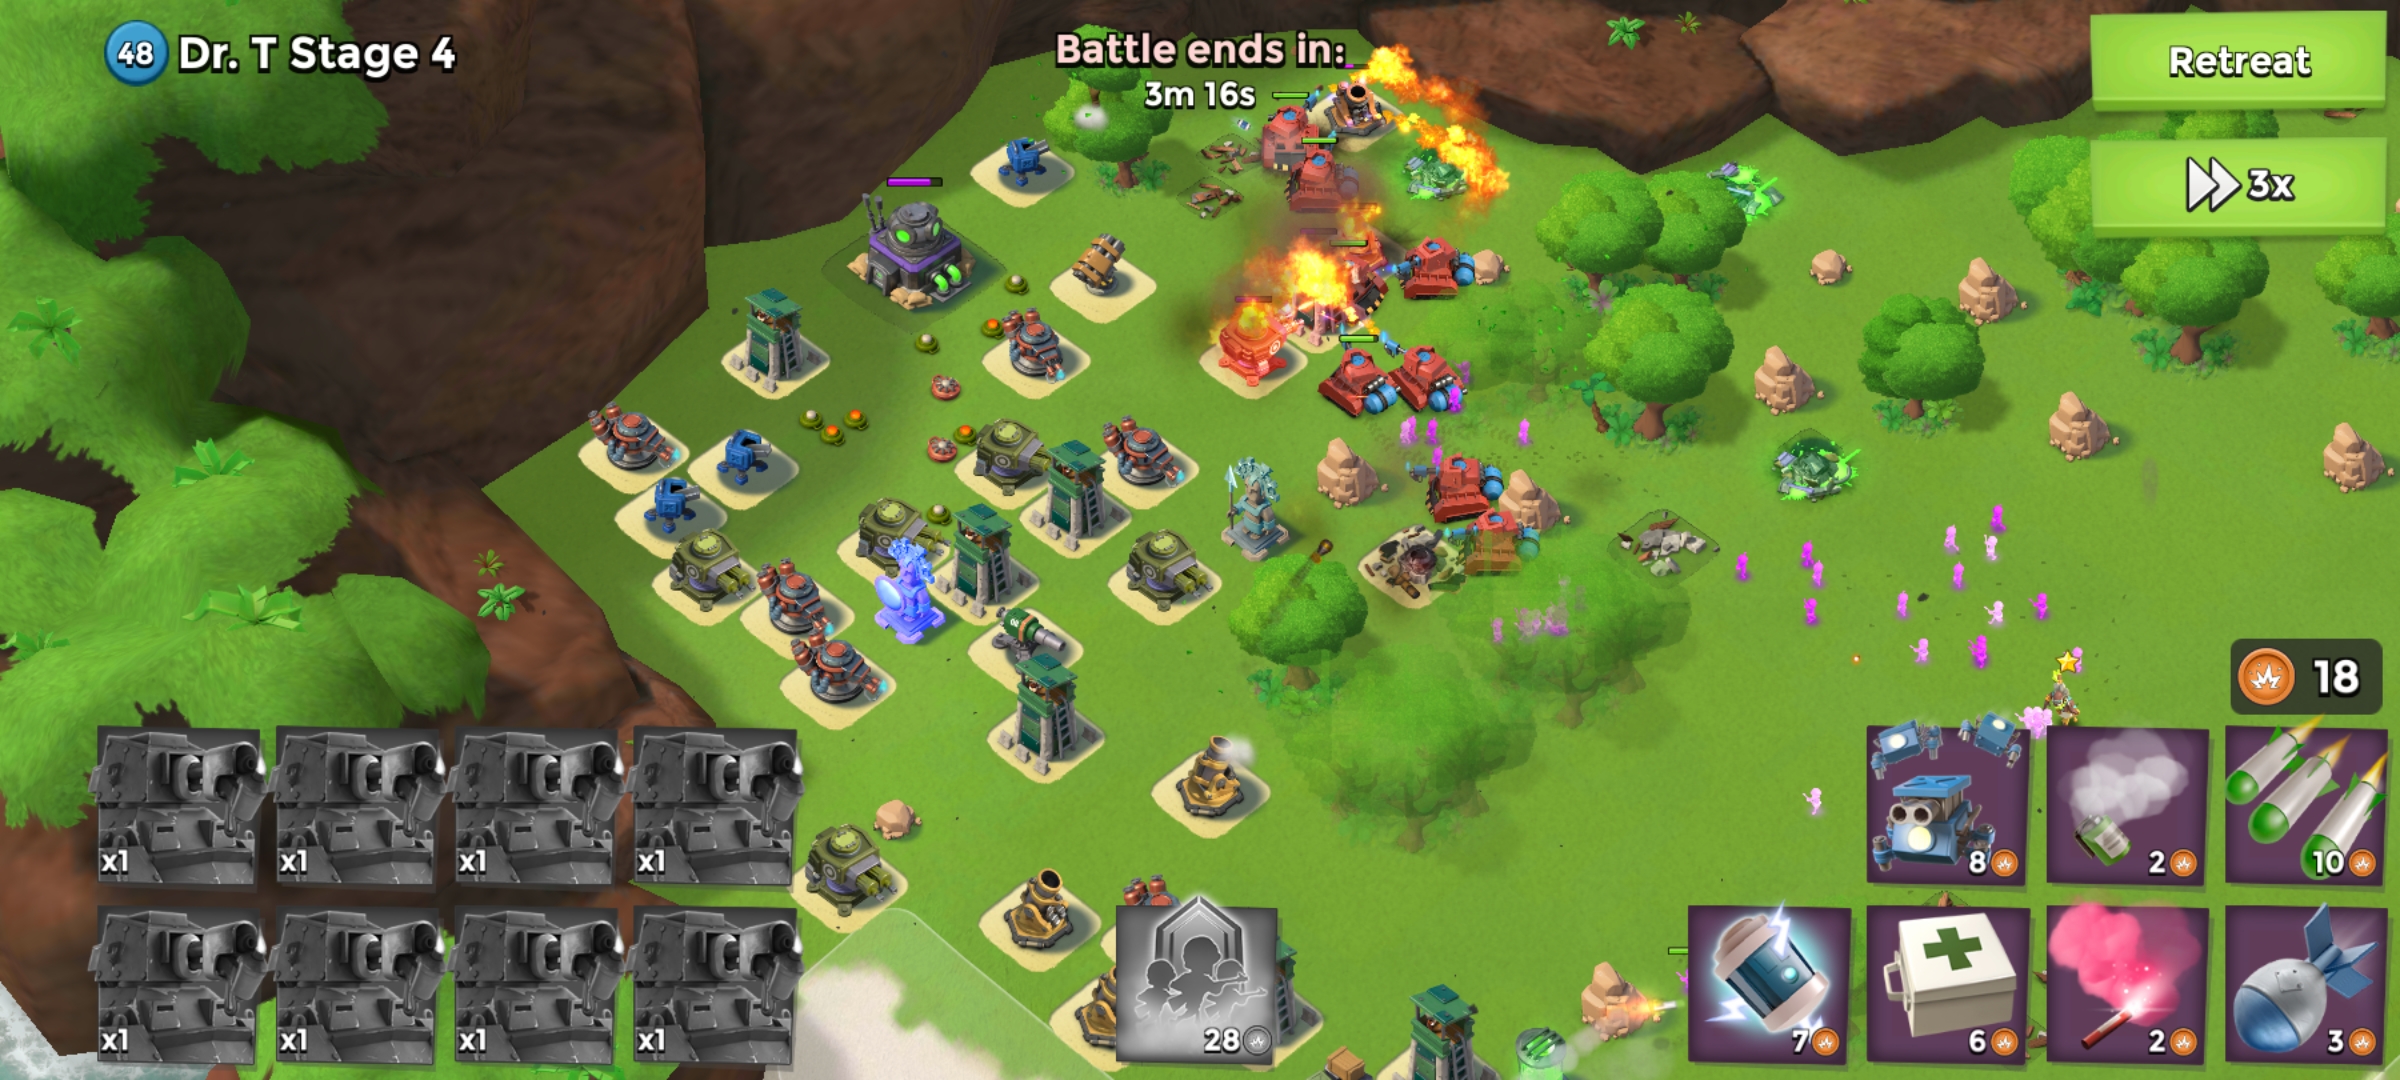 48 Dr. T Stage 4
Battle ends in:
3m 16s
Retreat
3x
18
8
2
10
x1
x1
x1
x1
x1
x1
x1
x1
28
7
6
2
3